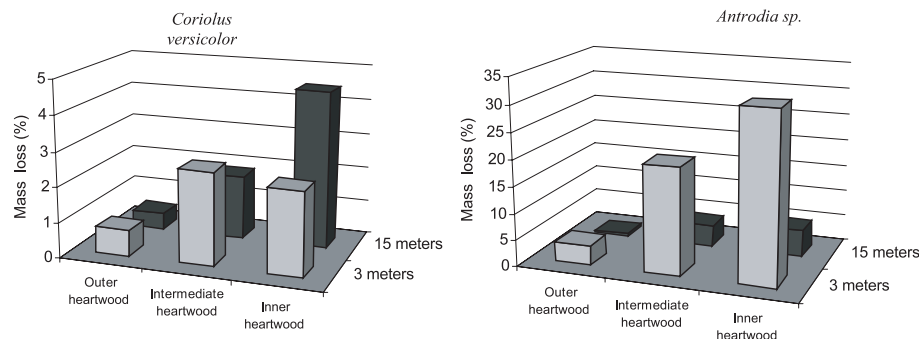 Coriolus
versicolor
Mass loss (%)
5
4
3
2
1
0
Outer
heartwood
Intermediate
heartwood
Inner
heartwood
15 meters
3 meters
Antrodia sp.
Mass loss (%)
35
30
25
20
15
10
5
0
Outer
heartwood
Intermediate
heartwood
Inner
heartwood
15 meters
3 meters